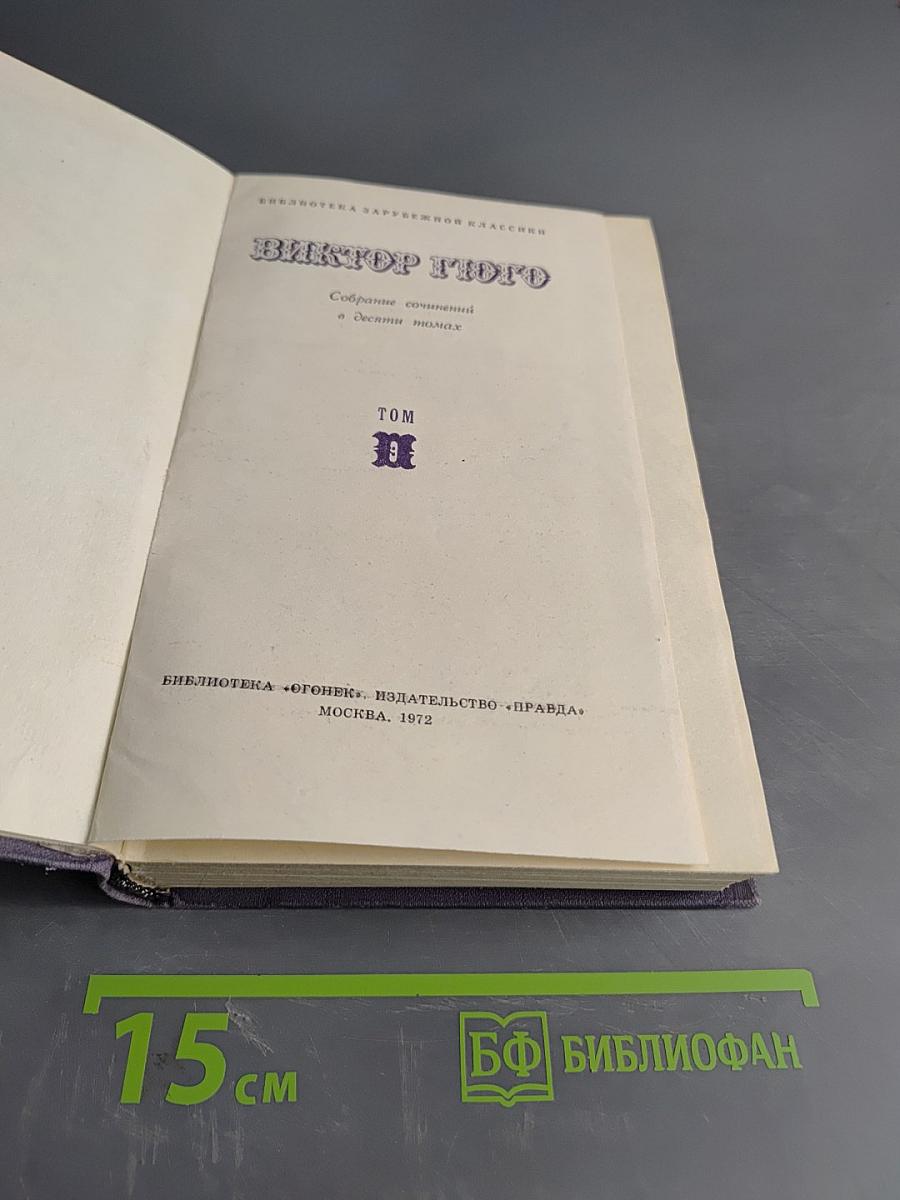 БИБЛИОТЕКА ЗАРУБЕЖНОЙ КЛАССИКИ
ВИКТОР ГЮГО
Собрание сочинений
в десяти томах
ТОМ
9
БИБЛИОТЕКА «ОГОНЕК». ИЗДАТЕЛЬСТВО «ПРАВДА»
МОСКВА. 1972
15 см
БФ БИБЛИОФАН